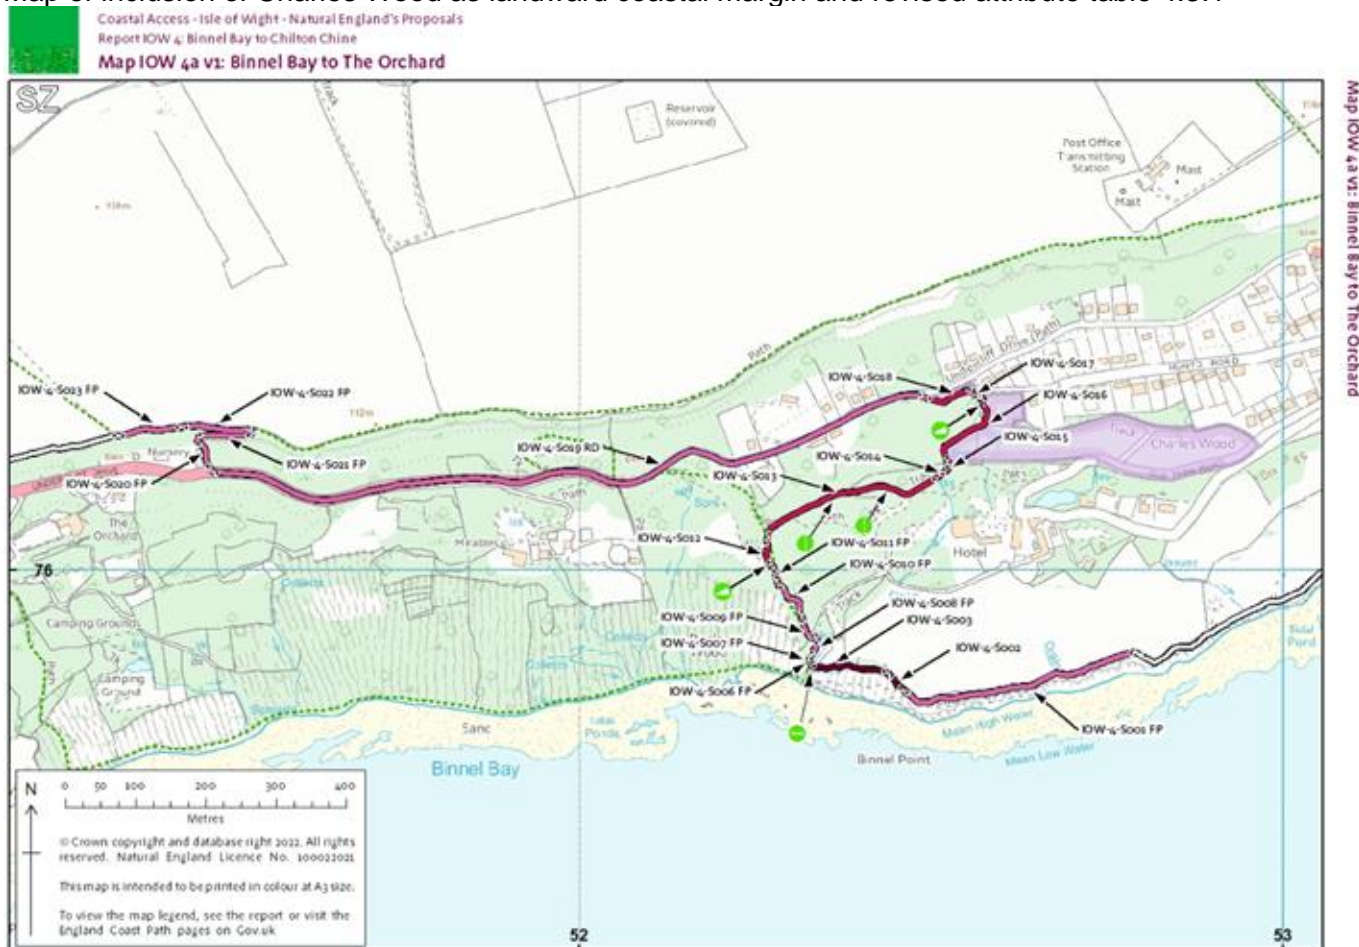 Coastal Access - Isle of Wight - Natural England's Proposals
Report IOW 4: Binnel Bay to Chilton Chine
Map IOW 4a v1: Binnel Bay to The Orchard
Map IOW 4a v1: Binnel Bay to The Orchard
SZ
Track
Reservoir
(covered)
Post Office
Transmitting
Station
Mast
Mast
118m
Path
Drive (Path)
IOW-4-S017
IOW-4-S018
IOW-4-S016
IOW-4-S023 FP
IOW-4-S022 FP
112m
IOW-4-S015
Track
Charles Wood
IOW-4-S019 RD
IOW-4-S014
IOW-4-S021 FP
IOW-4-S013
Nursery
IOW-4-S020 FP
Path
The
Orchard
IOW-4-S012
IOW-4-S011 FP
Hotel
76
IOW-4-S010 FP
Track
IOW-4-S008 FP
IOW-4-S009 FP
IOW-4-S003
Camping Ground
IOW-4-S007 FP
IOW-4-S002
Camping
Ground
Path
IOW-4-S006 FP
IOW-4-S001 FP
Mean High Water
Mean Low Water
Binnel Point
Binnel Bay
N
0 50 100 200 300 400
Metres
© Crown copyright and database right 2022. All rights
reserved. Natural England Licence No. 100022021
This map is intended to be printed in colour at A3 size.
To view the map legend, see the report or visit the
England Coast Path pages on Gov.uk
52
53